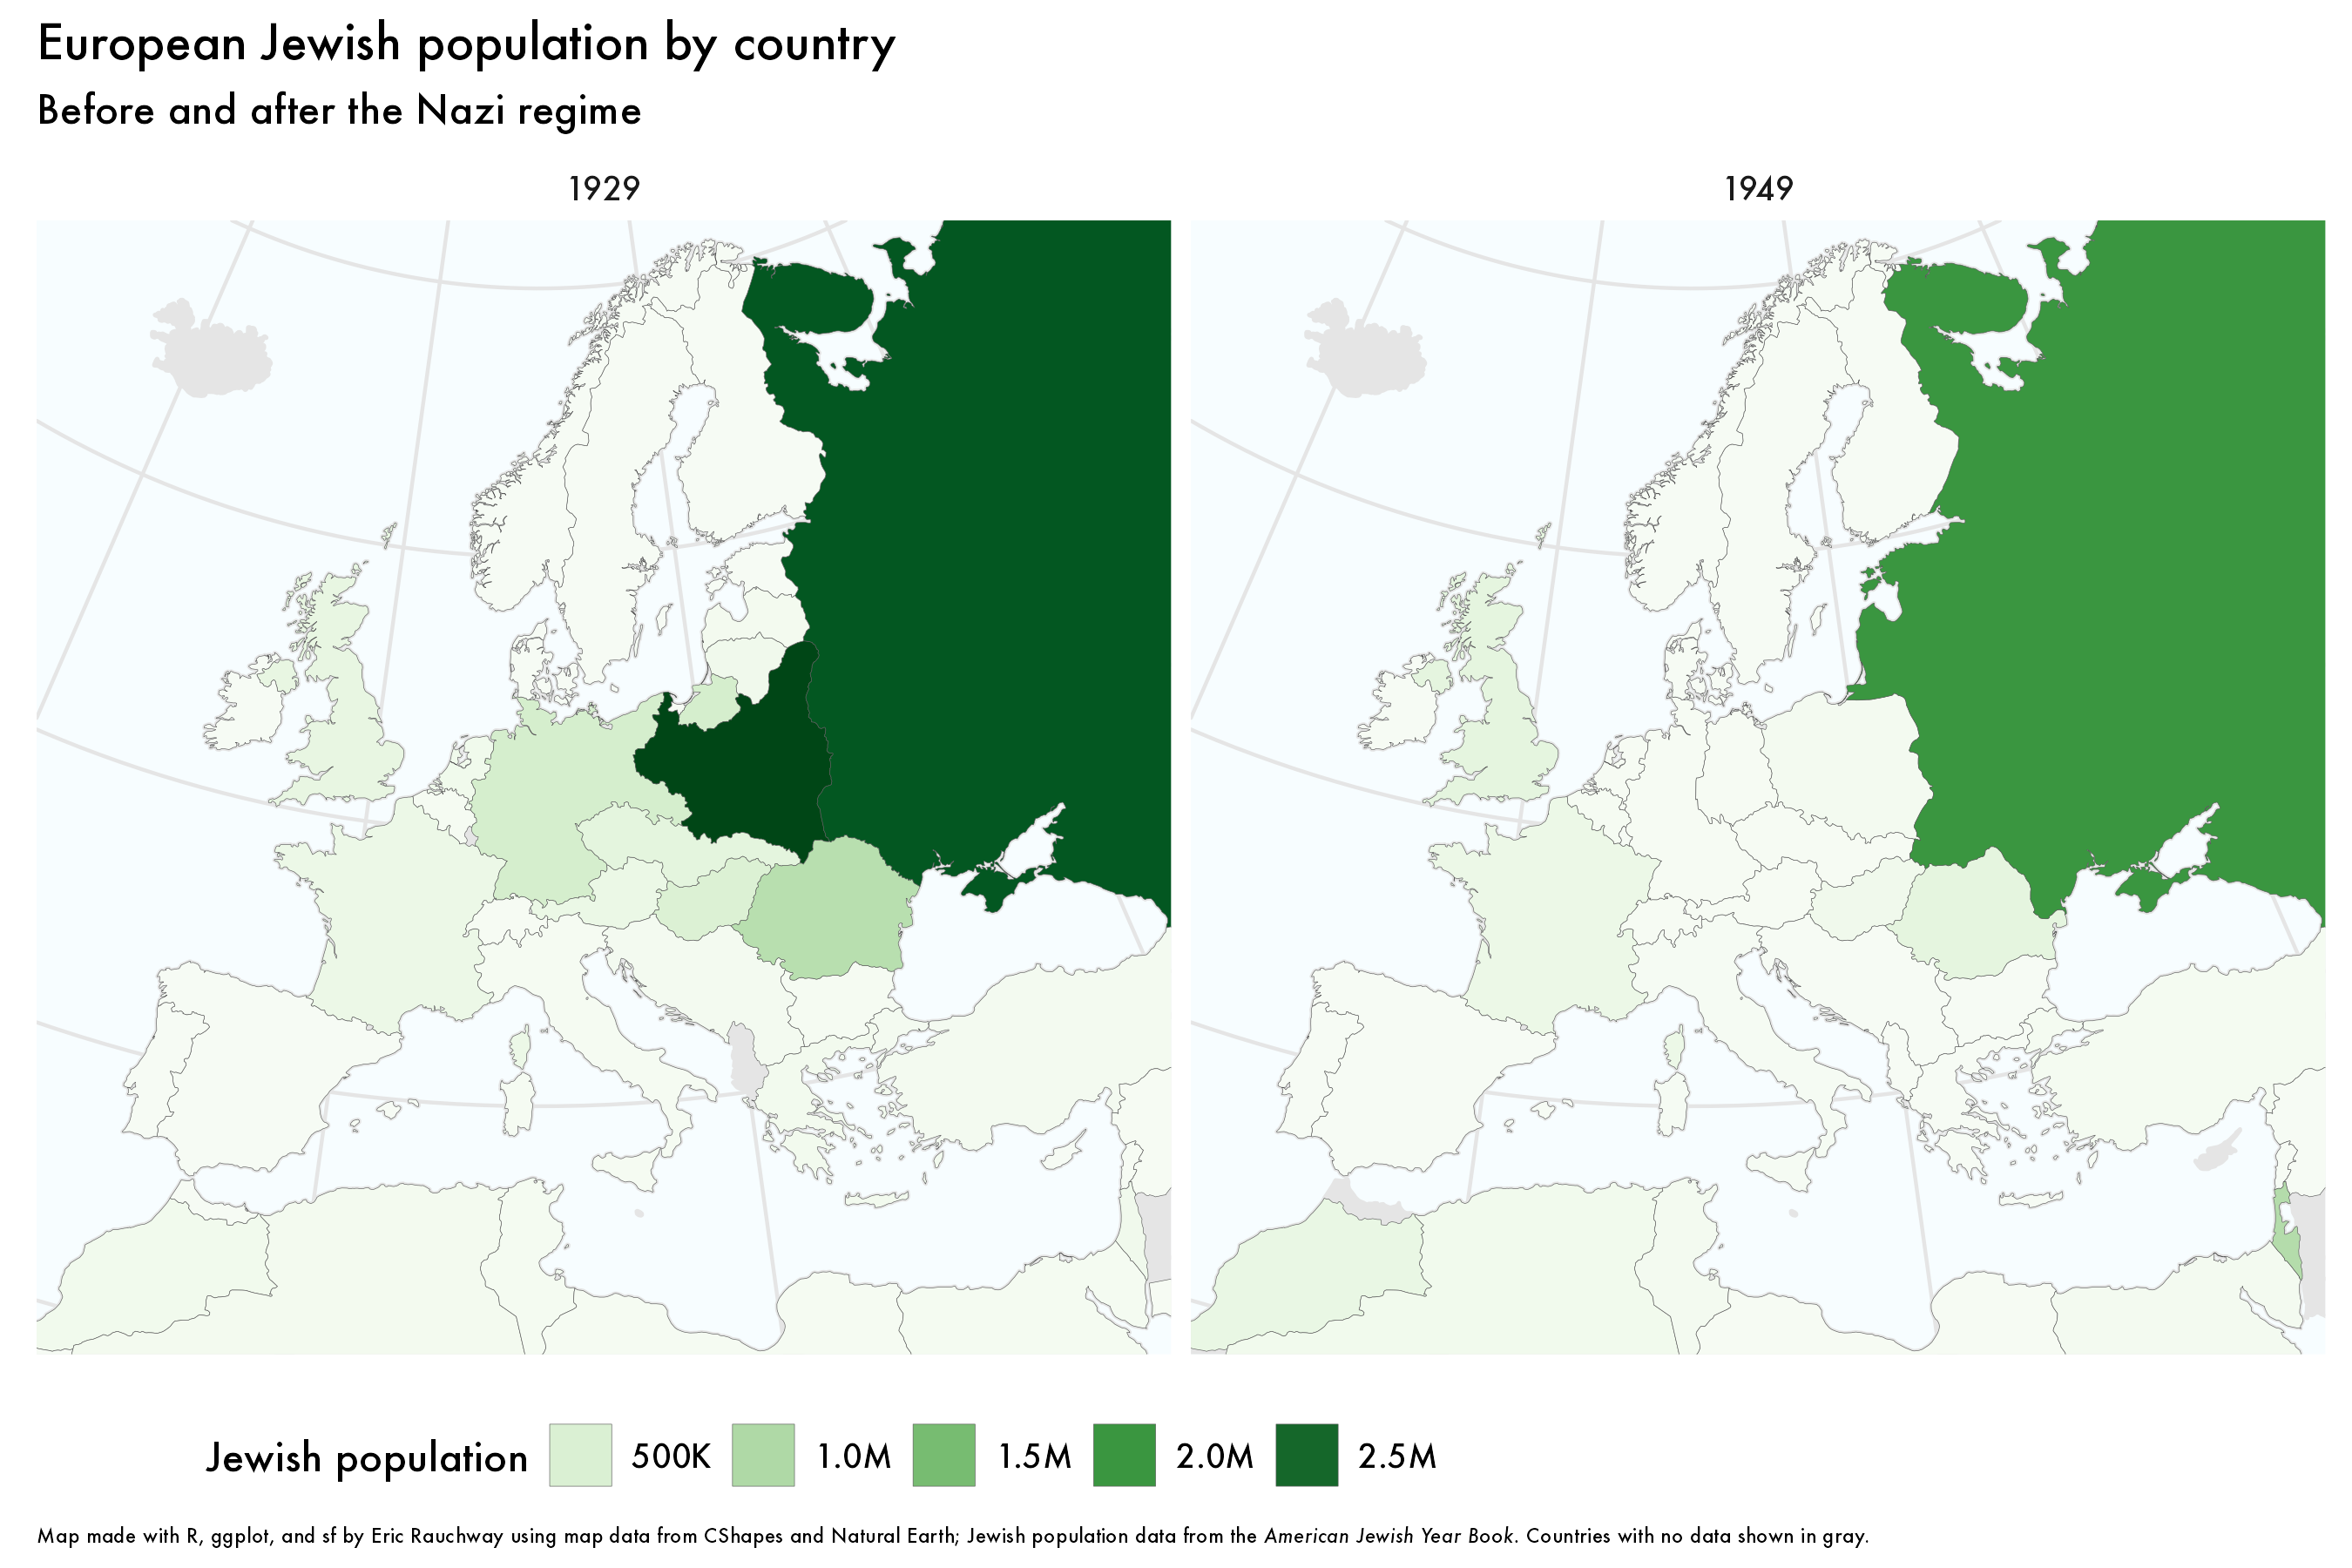 European Jewish population by country
Before and after the Nazi regime
1929
1949
Jewish population 500K 1.0M 1.5M 2.0M 2.5M
Map made with R, ggplot, and sf by Eric Rauchway using map data from CShapes and Natural Earth; Jewish population data from the American Jewish Year Book. Countries with no data shown in gray.